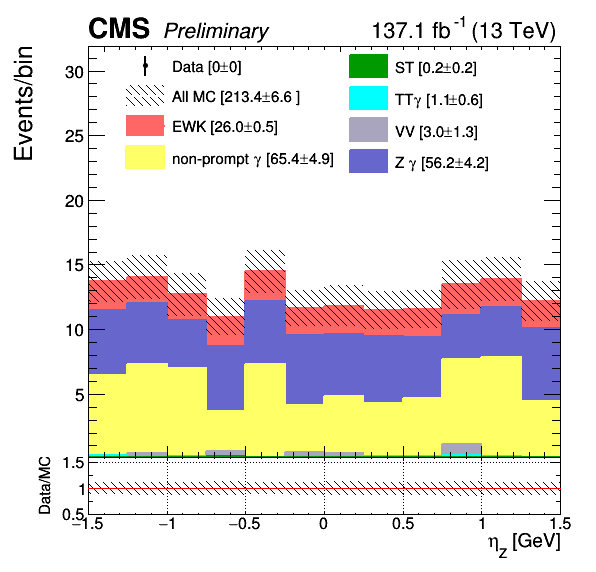 CMS Preliminary 137.1 fb⁻¹ (13 TeV)
Events/bin
30
25
20
15
10
5
Data [0±0]
All MC [213.4±6.6 ]
EWK [26.0±0.5]
non-prompt γ [65.4±4.9]
ST [0.2±0.2]
TTγ [1.1±0.6]
VV [3.0±1.3]
Z γ [56.2±4.2]
Data/MC
1.5
1
0.5
−1.5 −1 −0.5 0 0.5 1 1.5
η_Z [GeV]